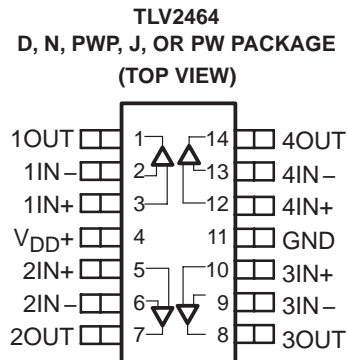 TLV2464
D, N, PWP, J, OR PW PACKAGE
(TOP VIEW)
1OUT 1 14 4OUT
1IN− 2 13 4IN−
1IN+ 3 12 4IN+
VDD+ 4 11 GND
2IN+ 5 10 3IN+
2IN− 6 9 3IN−
2OUT 7 8 3OUT